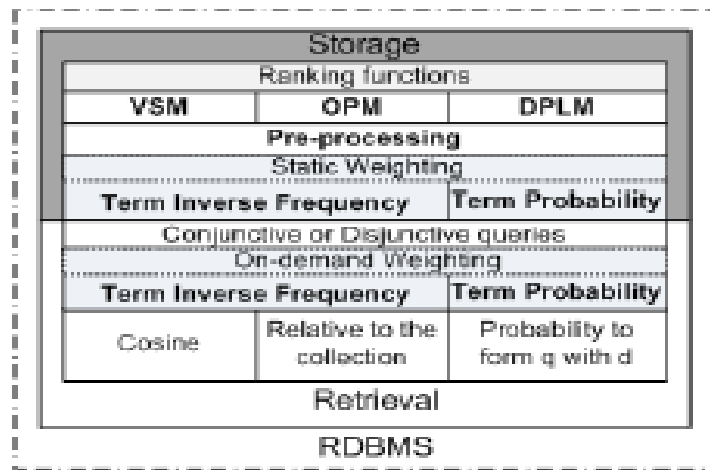 Storage
Ranking functions
VSM OPM DPLM
Pre-processing
Static Weighting
Term Inverse Frequency Term Probability
Conjunctive or Disjunctive queries
On-demand Weighting
Term Inverse Frequency Term Probability
Cosine Relative to the collection Probability to form q with d
Retrieval
RDBMS